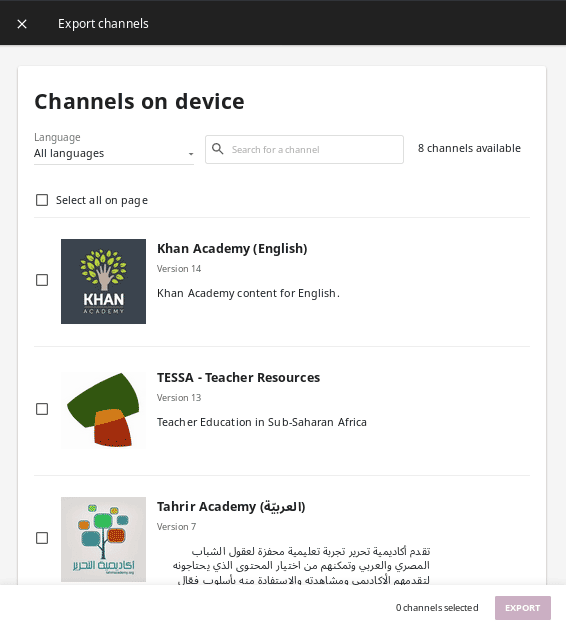 Export channels
Channels on device
Language
All languages
Search for a channel
8 channels available
Select all on page
KHAN
ACADEMY
Khan Academy (English)
Version 14
Khan Academy content for English.
TESSA - Teacher Resources
Version 13
Teacher Education in Sub-Saharan Africa
أكاديمية التحرير
Tahrir Academy (العربيّة)
Version 7
تقدم أكاديمية تحرير تجربة تعليمية محفزة لعقول الشباب
المصري والعربي وتمكنهم من اختيار المحتوى الذي يحتاجونه
لتقدمهم الأكاديمي ومشاهدته والاستفادة منه بأسلوب فعّال
0 channels selected
EXPORT